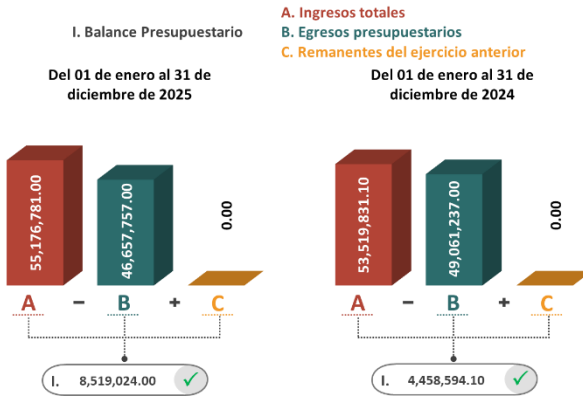 A. Ingresos totales
I. Balance Presupuestario
B. Egresos presupuestarios
C. Remanentes del ejercicio anterior
Del 01 de enero al 31 de
diciembre de 2025
Del 01 de enero al 31 de
diciembre de 2024
55,176,781.00
46,657,757.00
0.00
53,519,831.10
49,061,237.00
0.00
A − B + C
A − B + C
I. 8,519,024.00 ✓
I. 4,458,594.10 ✓